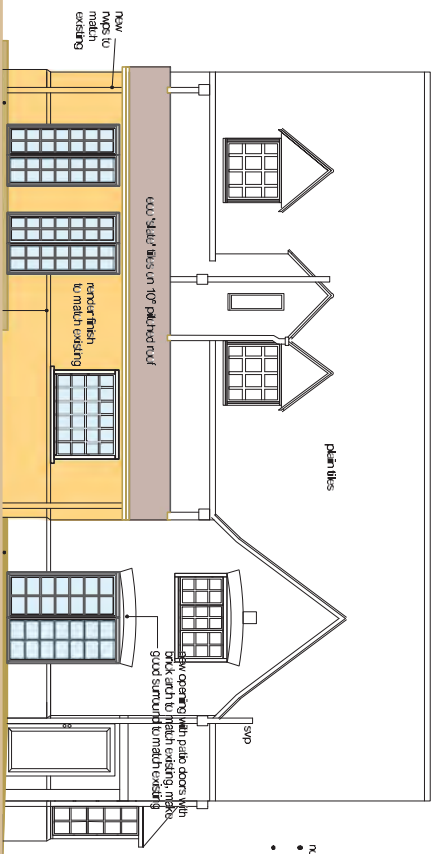 new
rwps to
match
existing
eco 'slate' tiles on 10° pitched roof
render finish
to match existing
plain tiles
new opening with patio doors with
brick arch to match existing, make
good surround to match existing
svp